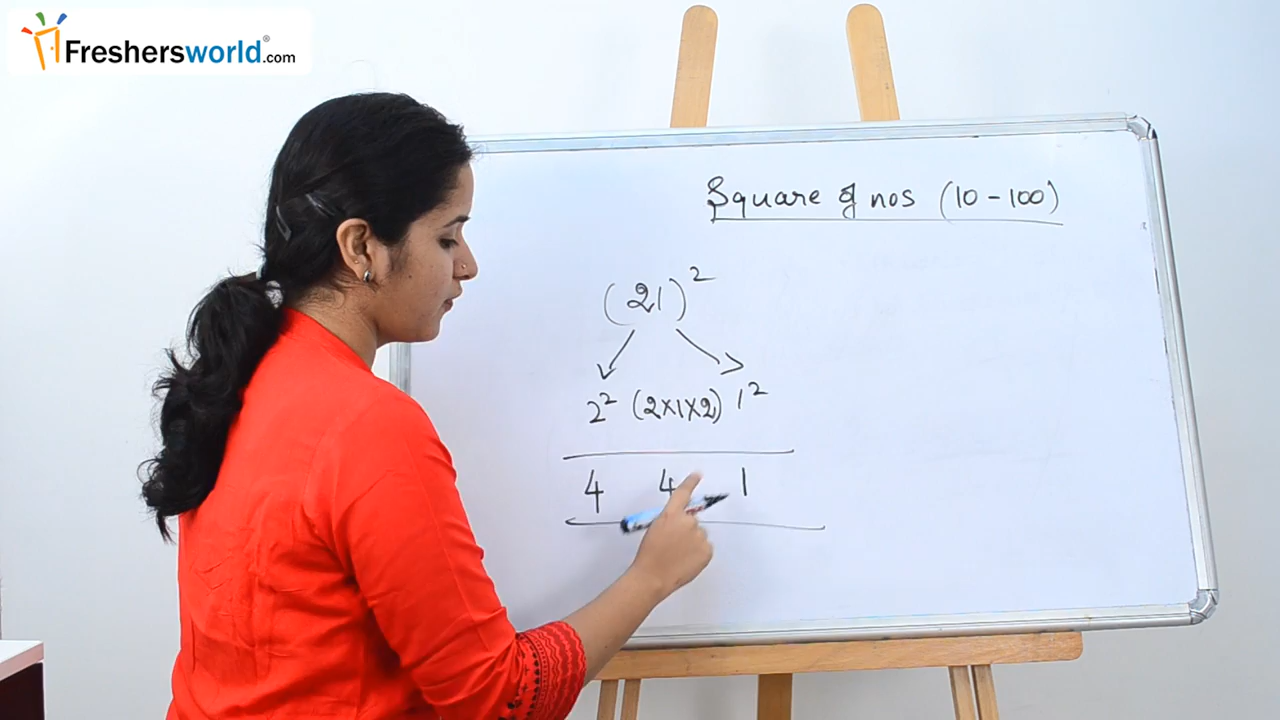 Freshersworld.com
Square of nos (10 - 100)
(21)²
2² (2x1x2) 1²
4 4 1